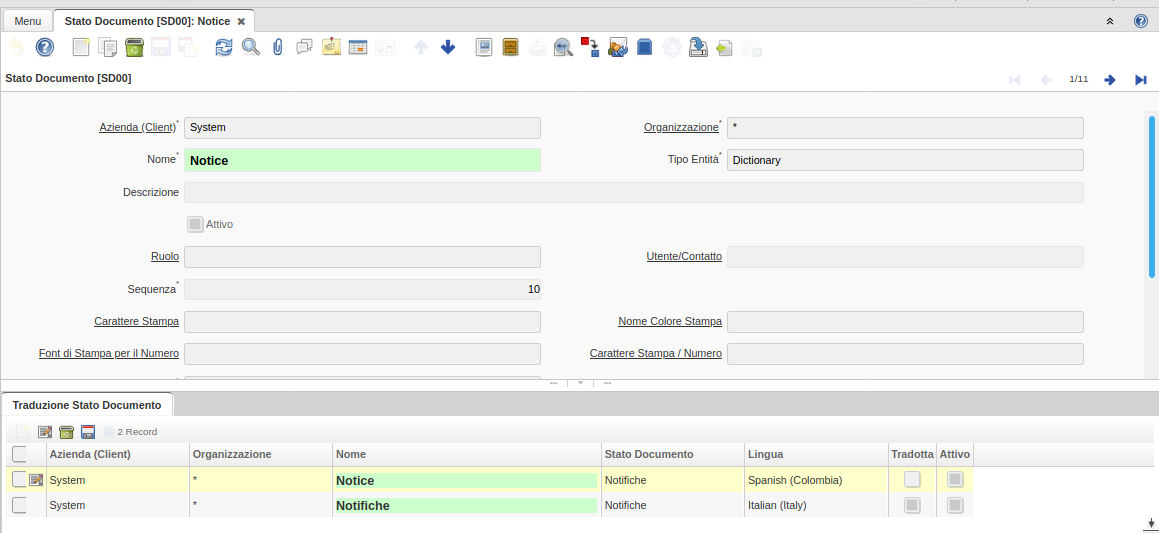 Menu
Stato Documento [SD00]: Notice
Stato Documento [SD00]
1/11
Azienda (Client)* System
Organizzazione* *
Nome* Notice
Tipo Entità* Dictionary
Descrizione
Attivo
Ruolo
Utente/Contatto
Sequenza* 10
Carattere Stampa
Nome Colore Stampa
Font di Stampa per il Numero
Carattere Stampa / Numero
Traduzione Stato Documento
2 Record
Azienda (Client) Organizzazione Nome Stato Documento Lingua Tradotta Attivo
System * Notice Notifiche Spanish (Colombia)
System * Notifiche Notifiche Italian (Italy)